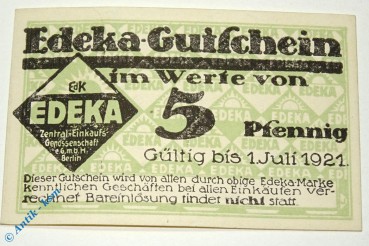 Edeka-Gutschein
im Werte von
5 Pfennig
EdK
EDEKA
Zentral-Einkaufs-
Genossenschaft
e.G.m.b.H.
Berlin
Gültig bis 1. Juli 1921.
Dieser Gutschein wird von allen durch obige Edeka-Marke
kenntlichen Geschäften bei allen Einkäufen ver-
rechnet Bareinlösung findet nicht statt.
© Antik-Velte